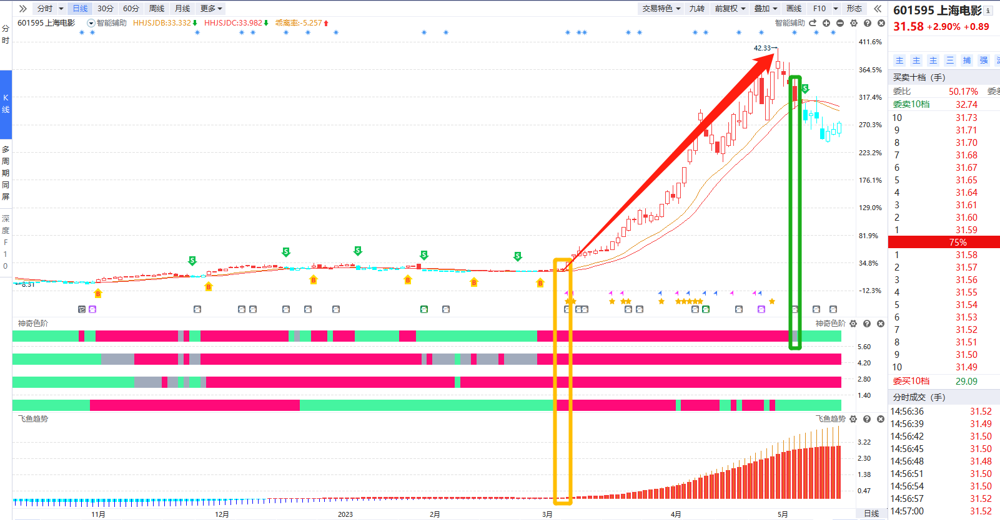 分时 日线 30分 60分 周线 月线 更多 交易特色 九转 前复权 叠加 画线 F10 形态
601595 上海电影
31.58 +2.90% +0.89
601595 上海电影 智能辅助 HHJSJDB:33.332 HHJSJDC:33.982 乖离率:-5.257 智能辅助
分时
K线
多周期同屏
深度F10
42.33
8.31
411.6%
364.5%
317.4%
270.3%
223.2%
176.1%
129.0%
81.9%
34.8%
-12.3%
S
S
S
S
S
S
B
B
B
B
B
B
神奇色阶 神奇色阶
5.60
4.20
2.80
1.40
飞鱼趋势 飞鱼趋势
3.22
2.30
1.38
0.47
11月 12月 2023 2月 3月 4月 5月 日线
主 主 主 三 捕 强
买卖十档 (手)
委比 50.17% 委差
委卖10档 32.74
10 31.73
9 31.71
8 31.70
7 31.68
6 31.67
5 31.65
4 31.64
3 31.61
2 31.60
1 31.59
75%
1 31.58
2 31.57
3 31.56
4 31.55
5 31.54
6 31.53
7 31.52
8 31.51
9 31.50
10 31.49
委买10档 29.09
分时成交 (手)
14:56:36 31.52
14:56:39 31.49
14:56:42 31.50
14:56:45 31.50
14:56:48 31.48
14:56:51 31.50
14:56:54 31.50
14:56:57 31.52
14:57:00 31.52